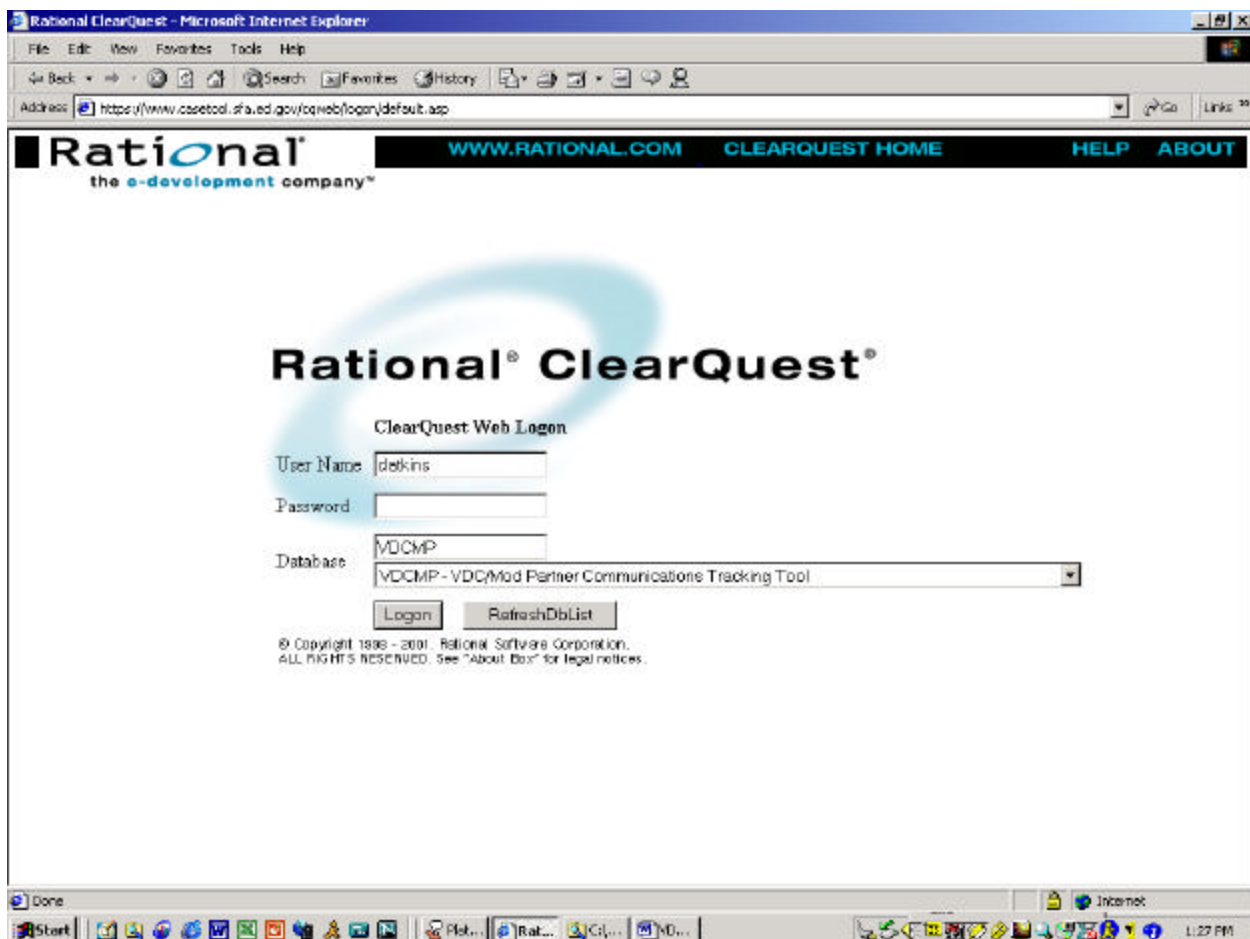 Rational ClearQuest - Microsoft Internet Explorer
File Edit View Favorites Tools Help
Back Search Favorites History
Address https://www.casetool.sfa.ed.gov/cqweb/logon/default.asp Go Links »
Rational®
the e-development company™
WWW.RATIONAL.COM CLEARQUEST HOME HELP ABOUT
Rational® ClearQuest®
ClearQuest Web Logon
User Name detkins
Password
VDCMP
Database
VDCMP - VDC/Mod Partner Communications Tracking Tool
Logon RefreshDbList
© Copyright 1998 - 2001. Rational Software Corporation.
ALL RIGHTS RESERVED. See "About Box" for legal notices.
Done Internet
Start Rat... C:\... 1:27 PM